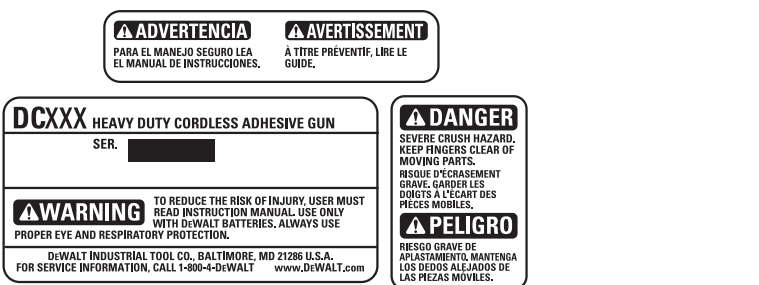 ADVERTENCIA
PARA EL MANEJO SEGURO LEA
EL MANUAL DE INSTRUCCIONES.
AVERTISSEMENT
À TITRE PRÉVENTIF, LIRE LE
GUIDE.
DCXXX HEAVY DUTY CORDLESS ADHESIVE GUN
SER.
WARNING TO REDUCE THE RISK OF INJURY, USER MUST
READ INSTRUCTION MANUAL. USE ONLY
WITH DEWALT BATTERIES. ALWAYS USE
PROPER EYE AND RESPIRATORY PROTECTION.
DEWALT INDUSTRIAL TOOL CO., BALTIMORE, MD 21286 U.S.A.
FOR SERVICE INFORMATION, CALL 1-800-4-DEWALT www.DEWALT.com
DANGER
SEVERE CRUSH HAZARD.
KEEP FINGERS CLEAR OF
MOVING PARTS.
RISQUE D'ÉCRASEMENT
GRAVE. GARDER LES
DOIGTS À L'ÉCART DES
PIÈCES MOBILES.
PELIGRO
RIESGO GRAVE DE
APLASTAMIENTO. MANTENGA
LOS DEDOS ALEJADOS DE
LAS PIEZAS MÓVILES.